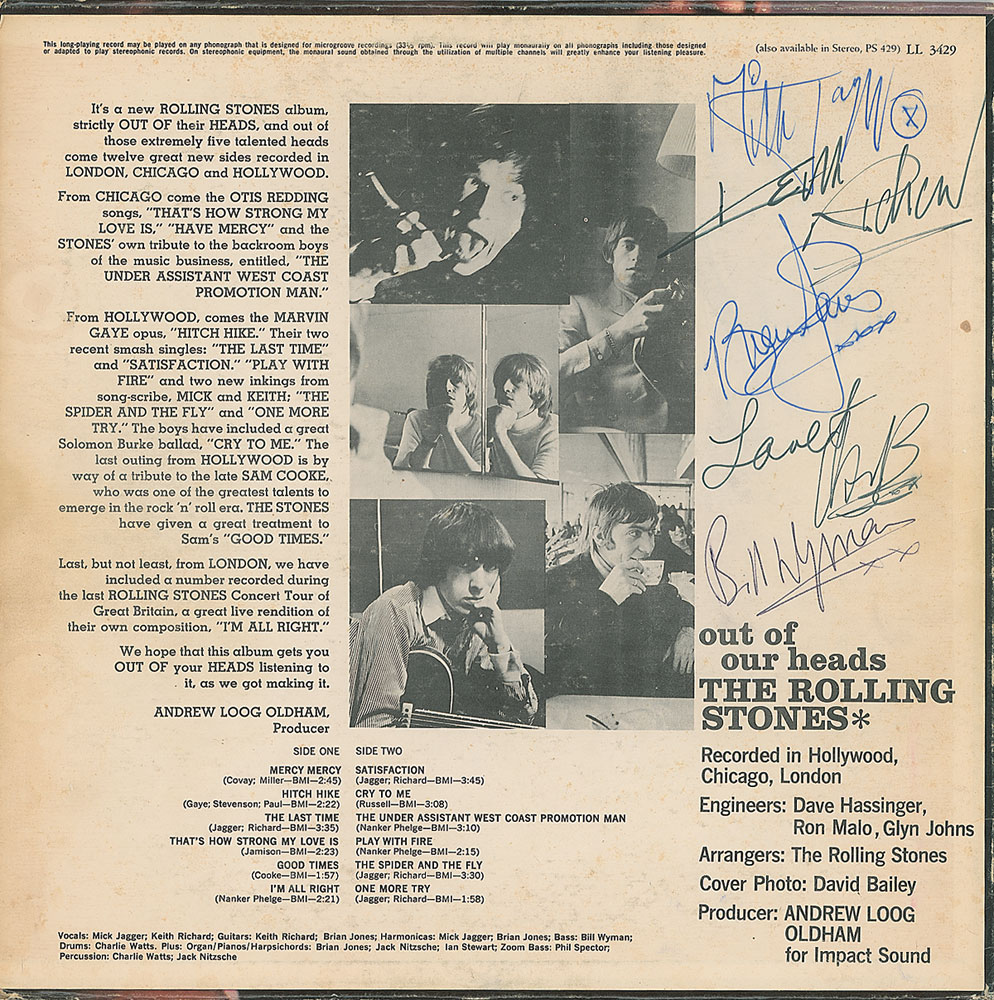 This long-playing record may be played on any phonograph that is designed for microgroove recordings (33⅓ rpm). This record will play monaurally on all phonographs including those designed
or adapted to play stereophonic records. On stereophonic equipment, the monaural sound obtained through the utilization of multiple channels will greatly enhance your listening pleasure.
(also available in Stereo, PS 429) LL 3429
It's a new ROLLING STONES album,
strictly OUT OF their HEADS, and out of
those extremely five talented heads
come twelve great new sides recorded in
LONDON, CHICAGO and HOLLYWOOD.
From CHICAGO come the OTIS REDDING
songs, "THAT'S HOW STRONG MY
LOVE IS," "HAVE MERCY" and the
STONES' own tribute to the backroom boys
of the music business, entitled, "THE
UNDER ASSISTANT WEST COAST
PROMOTION MAN."
From HOLLYWOOD, comes the MARVIN
GAYE opus, "HITCH HIKE." Their two
recent smash singles: "THE LAST TIME"
and "SATISFACTION." "PLAY WITH
FIRE" and two new inkings from
song-scribe, MICK and KEITH; "THE
SPIDER AND THE FLY" and "ONE MORE
TRY." The boys have included a great
Solomon Burke ballad, "CRY TO ME." The
last outing from HOLLYWOOD is by
way of a tribute to the late SAM COOKE,
who was one of the greatest talents to
emerge in the rock 'n' roll era. THE STONES
have given a great treatment to
Sam's "GOOD TIMES."
Last, but not least, from LONDON, we have
included a number recorded during
the last ROLLING STONES Concert Tour of
Great Britain, a great live rendition of
their own composition, "I'M ALL RIGHT."
We hope that this album gets you
OUT OF your HEADS listening to
it, as we got making it.
ANDREW LOOG OLDHAM,
Producer
Keith Richard
Brian Jones
xxxx
Love
Bill Wyman
xx
out of
our heads
THE ROLLING
STONES*
Recorded in Hollywood,
Chicago, London
Engineers: Dave Hassinger,
Ron Malo, Glyn Johns
Arrangers: The Rolling Stones
Cover Photo: David Bailey
Producer: ANDREW LOOG
OLDHAM
for Impact Sound
SIDE ONE
MERCY MERCY
(Covay; Miller—BMI—2:45)
HITCH HIKE
(Gaye; Stevenson; Paul—BMI—2:22)
THE LAST TIME
(Jagger; Richard—BMI—3:35)
THAT'S HOW STRONG MY LOVE IS
(Jamison—BMI—2:23)
GOOD TIMES
(Cooke—BMI—1:57)
I'M ALL RIGHT
(Nanker Phelge—BMI—2:21)
SIDE TWO
SATISFACTION
(Jagger; Richard—BMI—3:45)
CRY TO ME
(Russell—BMI—3:08)
THE UNDER ASSISTANT WEST COAST PROMOTION MAN
(Nanker Phelge—BMI—3:10)
PLAY WITH FIRE
(Nanker Phelge—BMI—2:15)
THE SPIDER AND THE FLY
(Jagger; Richard—BMI—3:30)
ONE MORE TRY
(Jagger; Richard—BMI—1:58)
Vocals: Mick Jagger; Keith Richard; Guitars: Keith Richard; Brian Jones; Harmonicas: Mick Jagger; Brian Jones; Bass: Bill Wyman;
Drums: Charlie Watts. Plus: Organ/Pianos/Harpsichords: Brian Jones; Jack Nitzsche; Ian Stewart; Zoom Bass: Phil Spector;
Percussion: Charlie Watts; Jack Nitzsche